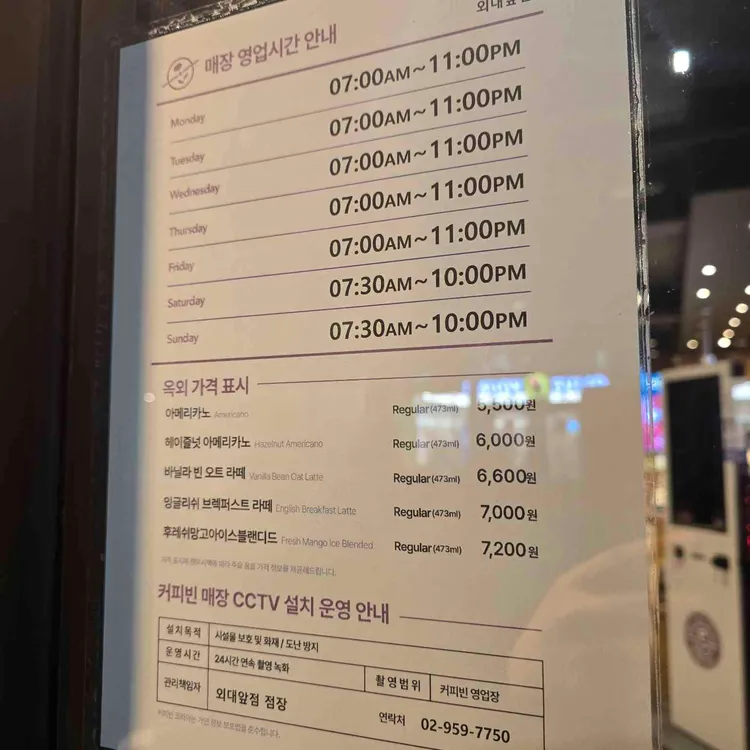 외대앞점
매장 영업시간 안내
Monday 07:00AM~11:00PM
Tuesday 07:00AM~11:00PM
Wednesday 07:00AM~11:00PM
Thursday 07:00AM~11:00PM
Friday 07:00AM~11:00PM
Saturday 07:30AM~10:00PM
Sunday 07:30AM~10:00PM
옥외 가격 표시
아메리카노 Americano Regular(473ml) 5,500원
헤이즐넛 아메리카노 Hazelnut Americano Regular(473ml) 6,000원
바닐라 빈 오트 라떼 Vanilla Bean Oat Latte Regular(473ml) 6,600원
잉글리쉬 브렉퍼스트 라떼 English Breakfast Latte Regular(473ml) 7,000원
후레쉬망고아이스블랜디드 Fresh Mango Ice Blended Regular(473ml) 7,200원
커피빈 매장 CCTV 설치 운영 안내
설치목적 시설물 보호 및 화재 / 도난 방지
운영시간 24시간 연속 촬영 녹화 촬영범위 커피빈 영업장
관리책임자 외대앞점 점장 연락처 02-959-7750